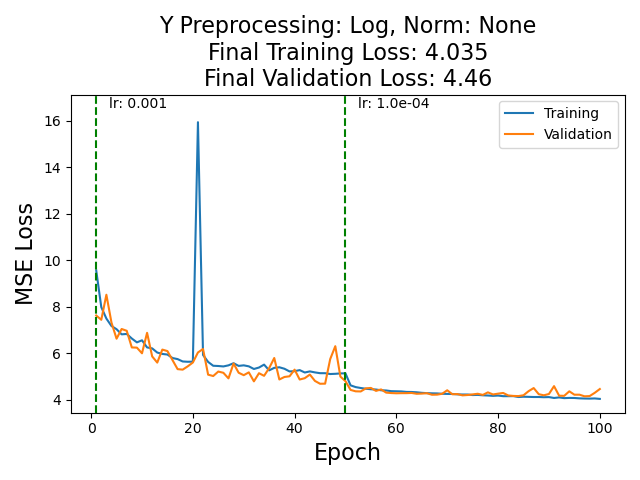 Y Preprocessing: Log, Norm: None
Final Training Loss: 4.035
Final Validation Loss: 4.46
lr: 0.001
lr: 1.0e-04
Training
Validation
MSE Loss
16
14
12
10
8
6
4
0
20
40
60
80
100
Epoch